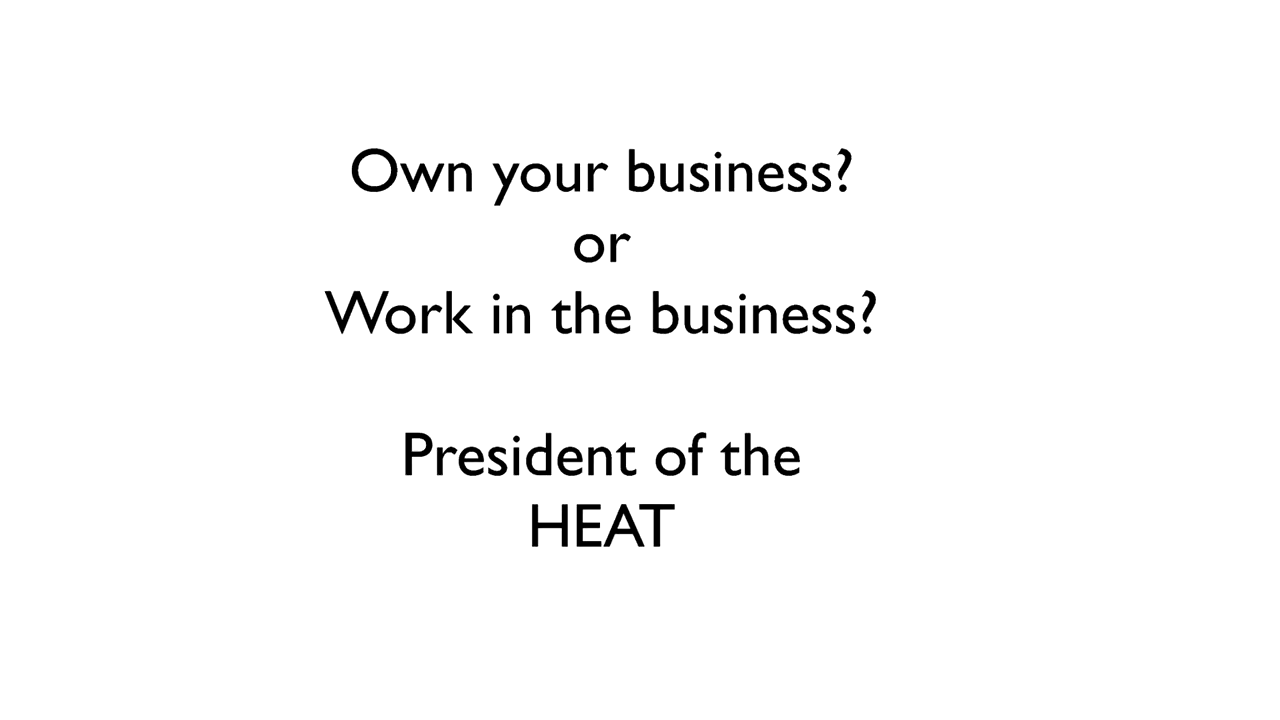 Own your business?
or
Work in the business?
President of the
HEAT